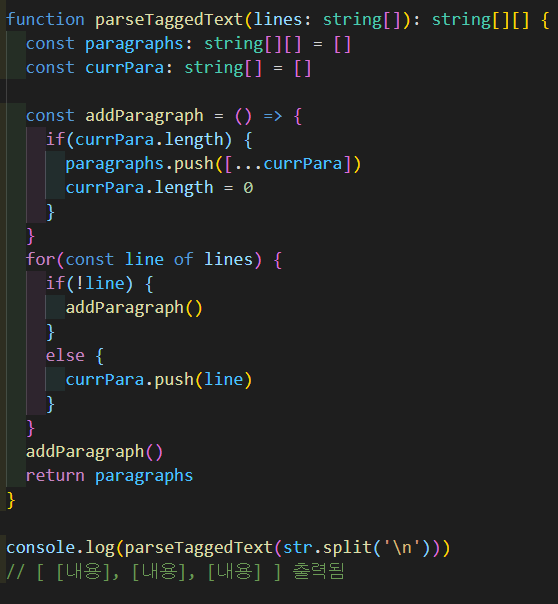 function parseTaggedText(lines: string[]): string[][] {
  const paragraphs: string[][] = []
  const currPara: string[] = []

  const addParagraph = () => {
    if(currPara.length) {
      paragraphs.push([...currPara])
      currPara.length = 0
    }
  }
  for(const line of lines) {
    if(!line) {
      addParagraph()
    }
    else {
      currPara.push(line)
    }
  }
  addParagraph()
  return paragraphs
}

console.log(parseTaggedText(str.split('\n')))
// [ [내용], [내용], [내용] ] 출력됨